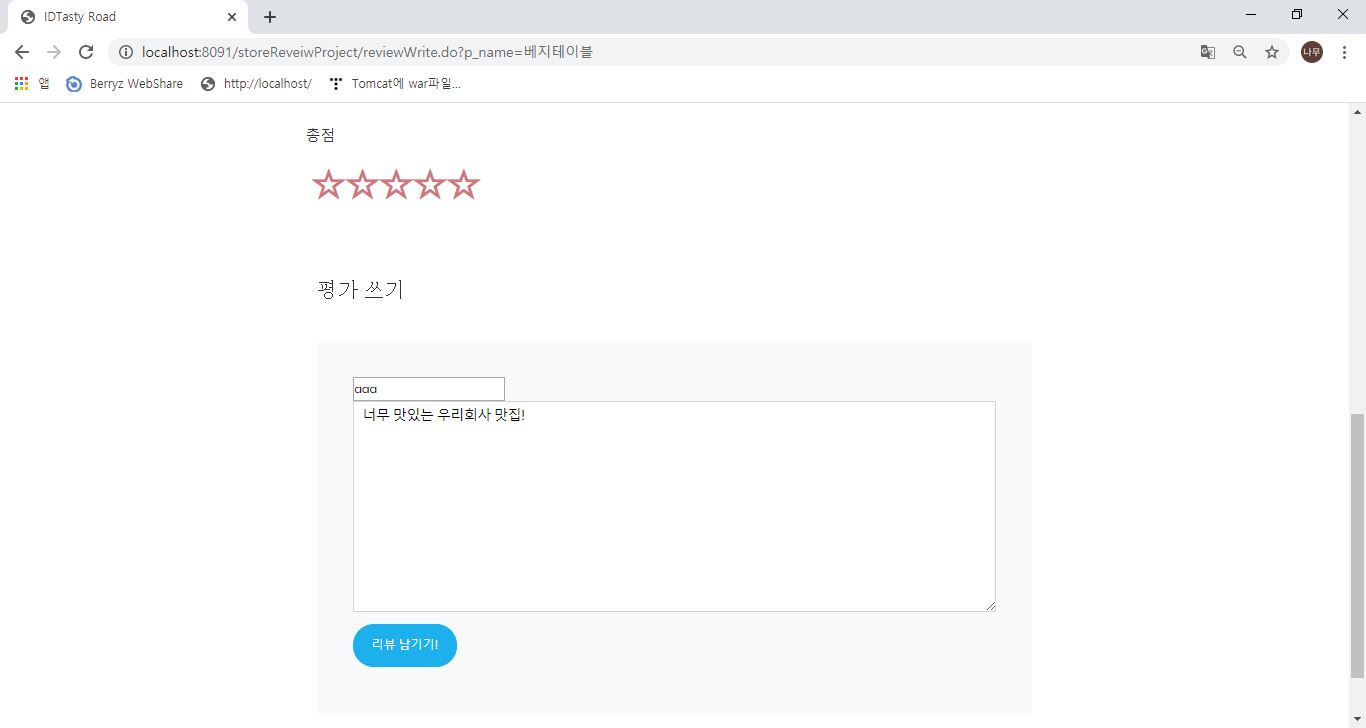 IDTasty Road
localhost:8091/storeReveiwProject/reviewWrite.do?p_name=베지테이블
나무
앱 Berryz WebShare http://localhost/ Tomcat에 war파일...
총점
☆☆☆☆☆
평가 쓰기
aaa
너무 맛있는 우리회사 맛집!
리뷰 남기기!